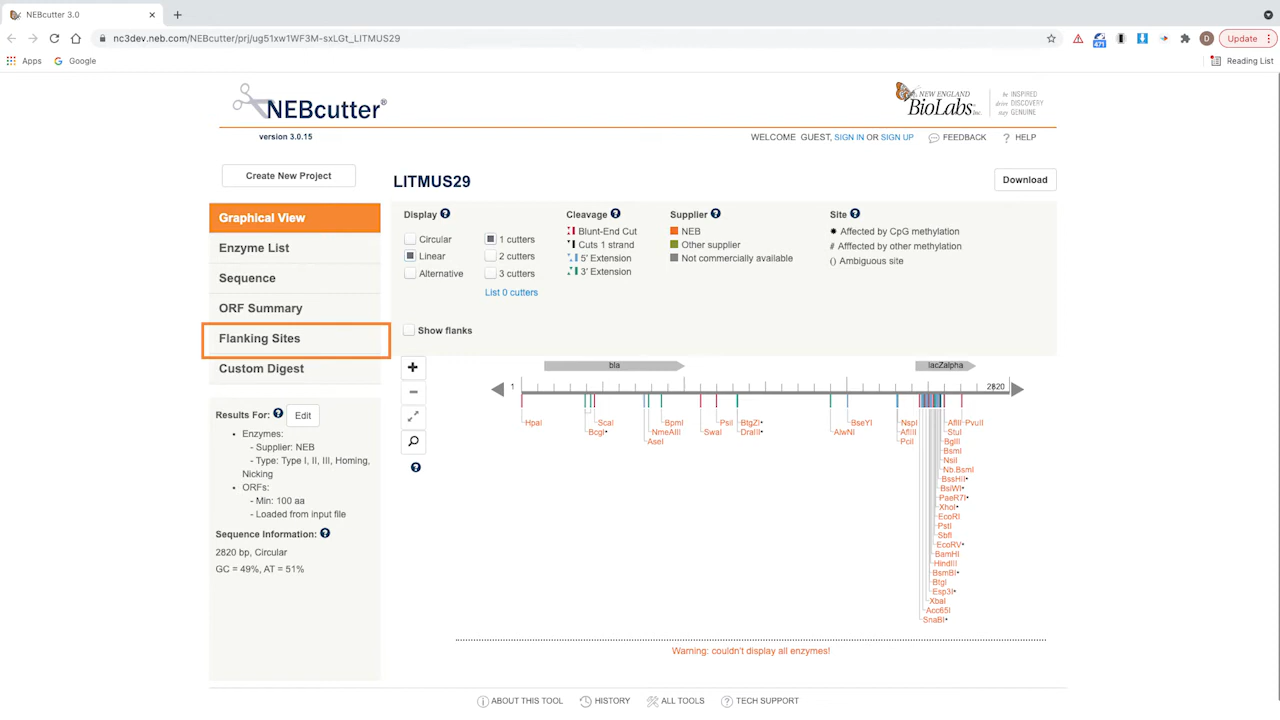 NEBcutter 3.0
nc3dev.neb.com/NEBcutter/prj/ug51xw1WF3M-sxLGt_LITMUS29
471
D
Update
Apps
Google
Reading List
NEBcutter®
version 3.0.15
NEW ENGLAND
BioLabs Inc.
be INSPIRED
drive DISCOVERY
stay GENUINE
WELCOME GUEST, SIGN IN OR SIGN UP
FEEDBACK
? HELP
Create New Project
LITMUS29
Download
Graphical View
Enzyme List
Sequence
ORF Summary
Flanking Sites
Custom Digest
Display ?
Circular
Linear
Alternative
1 cutters
2 cutters
3 cutters
List 0 cutters
Show flanks
Cleavage ?
Blunt-End Cut
Cuts 1 strand
5' Extension
3' Extension
Supplier ?
NEB
Other supplier
Not commercially available
Site ?
Affected by CpG methylation
# Afffected by other methylation
() Ambiguous site
Results For: ?
Edit
• Enzymes:
- Supplier: NEB
- Type: Type I, II, III, Homing,
Nicking
• ORFs:
- Min: 100 aa
- Loaded from input file
Sequence Information: ?
2820 bp, Circular
GC = 49%, AT = 51%
+
−
?
bla
lacZalpha
1
2820
HpaI
ScaI
BcgI•
BpmI
NmeAIII
AseI
PsiI
SwaI
BtgZI•
DraIII•
BseYI
AlwNI
NspI
AflIII
PciI
AflII
PvuII
StuI
BglII
BsmI
NsiI
Nb.BsmI
BssHII•
BsiWI•
PaeR7I•
XhoI•
EcoRI
PstI
SbfI
EcoRV•
BamHI
HindIII
BsmBI•
BtgI
Esp3I•
XbaI
Acc65I
SnaBI•
Warning: couldn't display all enzymes!
ABOUT THIS TOOL
HISTORY
ALL TOOLS
? TECH SUPPORT